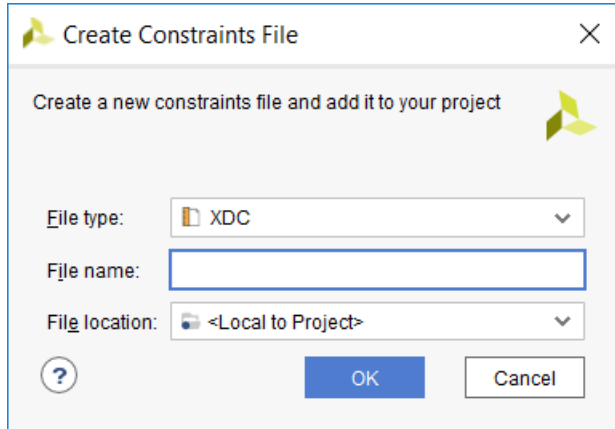 Create Constraints File
Create a new constraints file and add it to your project
File type: XDC
File name:
File location: <Local to Project>
? OK Cancel